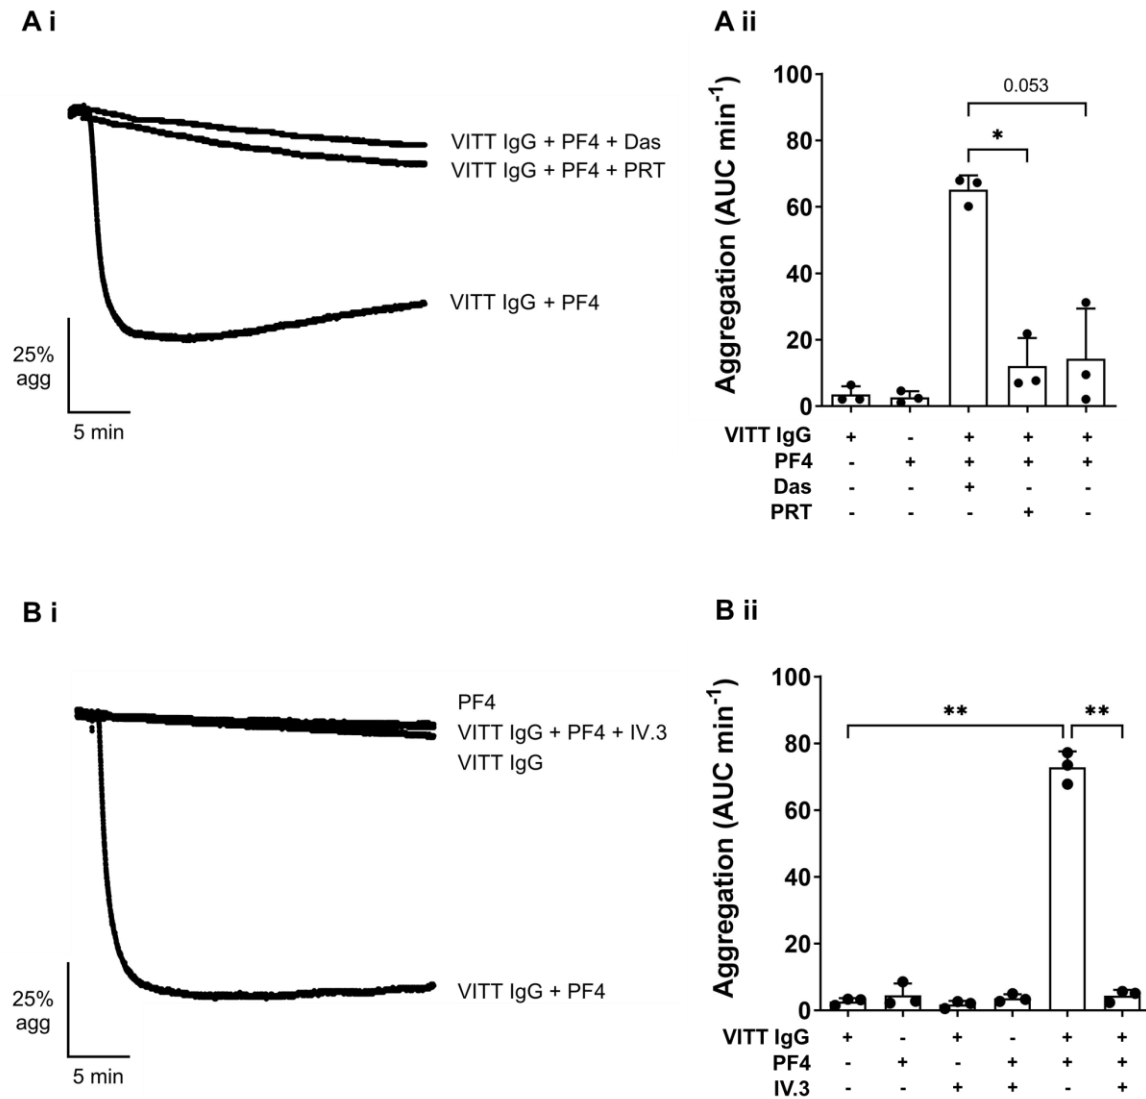 A i
VITT IgG + PF4 + Das
VITT IgG + PF4 + PRT
VITT IgG + PF4
25%
agg
5 min
A ii
Aggregation (AUC min-1)
100
80
60
40
20
0
0.053
*
VITT IgG + - + + +
PF4 - + + + +
Das - - + - -
PRT - - - + -
B i
PF4
VITT IgG + PF4 + IV.3
VITT IgG
VITT IgG + PF4
25%
agg
5 min
B ii
Aggregation (AUC min-1)
100
80
60
40
20
0
** **
VITT IgG + - + - + +
PF4 - + - + + +
IV.3 - - + + - +